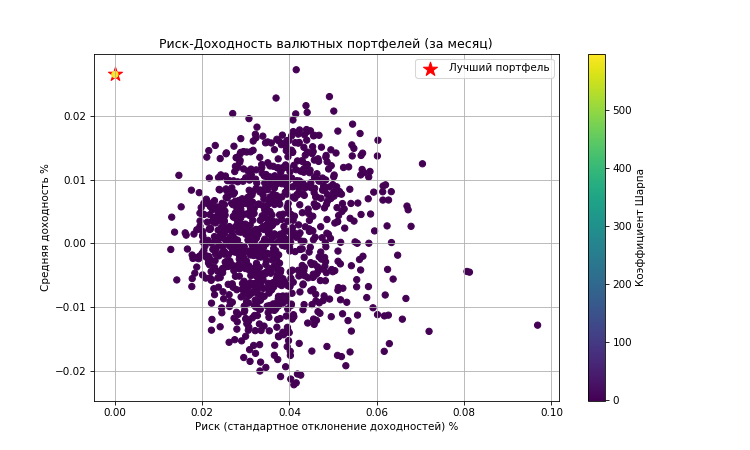 Риск-Доходность валютных портфелей (за месяц)
Лучший портфель
Средняя доходность %
0.02
0.01
0.00
−0.01
−0.02
0.00 0.02 0.04 0.06 0.08 0.10
Риск (стандартное отклонение доходностей) %
500
400
300
200
100
0
Коэффициент Шарпа